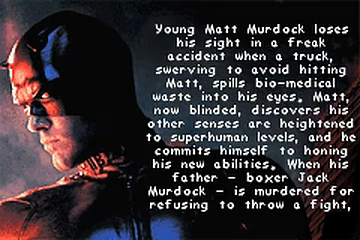 Young Matt Murdock loses
his sight in a freak
accident when a truck,
swerving to avoid hitting
Matt, spills bio-medical
waste into his eyes. Matt,
now blinded, discovers his
other senses are heightened
to superhuman levels, and he
commits himself to honing
his new abilities. When his
father - boxer Jack
Murdock - is murdered for
refusing to throw a fight,